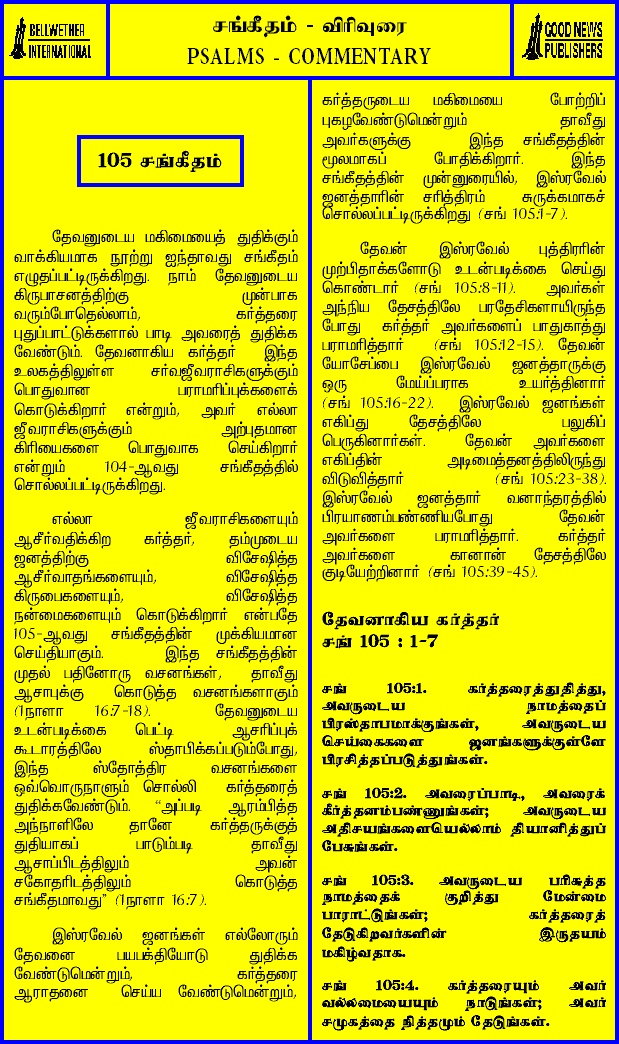 BELLWETHER
INTERNATIONAL
சங்கீதம் - விரிவுரை
PSALMS - COMMENTARY
GOOD NEWS
PUBLISHERS
105 சங்கீதம்
தேவனுடைய மகிமையைத் துதிக்கும்
வாக்கியமாக நூற்று ஐந்தாவது சங்கீதம்
எழுதப்பட்டிருக்கிறது. நாம் தேவனுடைய
கிருபாசனத்திற்கு முன்பாக
வரும்போதெல்லாம், கர்த்தரை
புதுப்பாட்டுக்களால் பாடி அவரைத் துதிக்க
வேண்டும். தேவனாகிய கர்த்தர் இந்த
உலகத்திலுள்ள சர்வஜீவராசிகளுக்கும்
பொதுவான பராமரிப்புக்களைக்
கொடுக்கிறார் என்றும், அவர் எல்லா
ஜீவராசிகளுக்கும் அற்புதமான
கிரியைகளை பொதுவாக செய்கிறார்
என்றும் 104-ஆவது சங்கீதத்தில்
சொல்லப்பட்டிருக்கிறது.
எல்லா ஜீவராசிகளையும்
ஆசீர்வதிக்கிற கர்த்தர், தம்முடைய
ஜனத்திற்கு விசேஷித்த
ஆசீர்வாதங்களையும், விசேஷித்த
கிருபைகளையும், விசேஷித்த
நன்மைகளையும் கொடுக்கிறார் என்பதே
105-ஆவது சங்கீதத்தின் முக்கியமான
செய்தியாகும். இந்த சங்கீதத்தின்
முதல் பதினோரு வசனங்கள், தாவீது
ஆசாபுக்கு கொடுத்த வசனங்களாகும்
(1நாளா 16:7-18). தேவனுடைய
உடன்படிக்கை பெட்டி ஆசரிப்புக்
கூடாரத்திலே ஸ்தாபிக்கப்படும்போது,
இந்த ஸ்தோத்திர வசனங்களை
ஒவ்வொருநாளும் சொல்லி கர்த்தரைத்
துதிக்கவேண்டும். "அப்படி ஆரம்பித்த
அந்நாளிலே தானே கர்த்தருக்குத்
துதியாகப் பாடும்படி தாவீது
ஆசாப்பிடத்திலும் அவன்
சகோதரிடத்திலும் கொடுத்த
சங்கீதமாவது" (1நாளா 16:7).
இஸ்ரவேல் ஜனங்கள் எல்லோரும்
தேவனை பயபக்தியோடு துதிக்க
வேண்டுமென்றும், கர்த்தரை
ஆராதனை செய்ய வேண்டுமென்றும்,
கர்த்தருடைய மகிமையை போற்றிப்
புகழவேண்டுமென்றும் தாவீது
அவர்களுக்கு இந்த சங்கீதத்தின்
மூலமாகப் போதிக்கிறார். இந்த
சங்கீதத்தின் முன்னுரையில், இஸ்ரவேல்
ஜனத்தாரின் சரித்திரம் சுருக்கமாகச்
சொல்லப்பட்டிருக்கிறது (சங் 105:1-7).
தேவன் இஸ்ரவேல் புத்திரரின்
முற்பிதாக்களோடு உடன்படிக்கை செய்து
கொண்டார் (சங் 105:8-11). அவர்கள்
அந்நிய தேசத்திலே பரதேசிகளாயிருந்த
போது கர்த்தர் அவர்களைப் பாதுகாத்து
பராமரித்தார் (சங் 105:12-15). தேவன்
யோசேப்பை இஸ்ரவேல் ஜனத்தாருக்கு
ஒரு மேய்ப்பராக உயர்த்தினார்
(சங் 105:16-22). இஸ்ரவேல் ஜனங்கள்
எகிப்து தேசத்திலே பலுகிப்
பெருகினார்கள். தேவன் அவர்களை
எகிப்தின் அடிமைத்தனத்திலிருந்து
விடுவித்தார் (சங் 105:23-38).
இஸ்ரவேல் ஜனத்தார் வனாந்தரத்தில்
பிரயாணம்பண்ணியபோது தேவன்
அவர்களை பராமரித்தார். கர்த்தர்
அவர்களை கானான் தேசத்திலே
குடியேற்றினார் (சங் 105:39-45).
தேவனாகிய கர்த்தர்
சங் 105 : 1-7
சங் 105:1. கர்த்தரைத்துதித்து,
அவருடைய நாமத்தைப்
பிரஸ்தாபமாக்குங்கள், அவருடைய
செய்கைகளை ஜனங்களுக்குள்ளே
பிரசித்தப்படுத்துங்கள்.
சங் 105:2. அவரைப்பாடி, அவரைக்
கீர்த்தனம்பண்ணுங்கள்; அவருடைய
அதிசயங்களையெல்லாம் தியானித்துப்
பேசுங்கள்.
சங் 105:3. அவருடைய பரிசுத்த
நாமத்தைக் குறித்து மேன்மை
பாராட்டுங்கள்; கர்த்தரைத்
தேடுகிறவர்களின் இருதயம்
மகிழ்வதாக.
சங் 105:4. கர்த்தரையும் அவர்
வல்லமையையும் நாடுங்கள்; அவர்
சமுகத்தை நித்தமும் தேடுங்கள்.